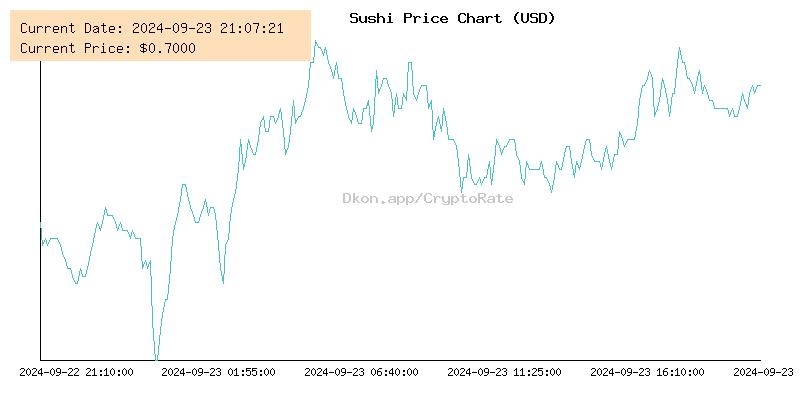 Sushi Price Chart (USD)
Current Date: 2024-09-23 21:07:21
Current Price: $0.7000
Dkon.app/CryptoRate
2024-09-22 21:10:00 2024-09-23 01:55:00 2024-09-23 06:40:00 2024-09-23 11:25:00 2024-09-23 16:10:00 2024-09-23